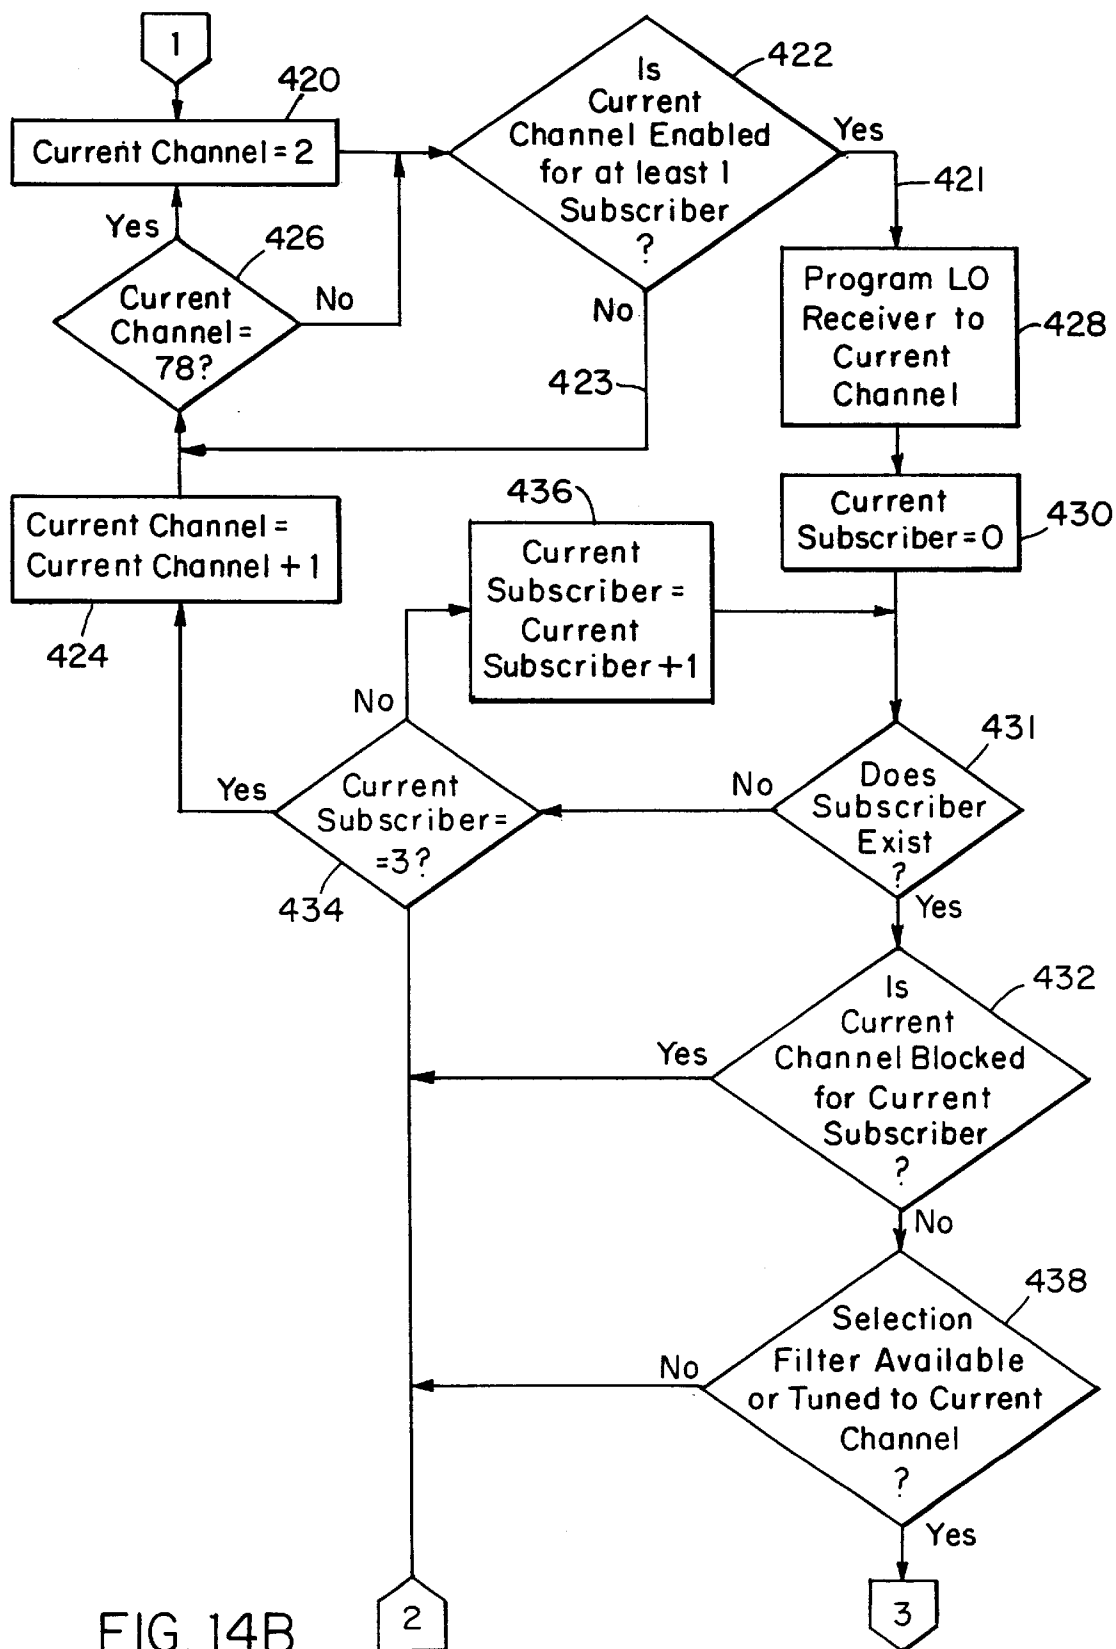 1
420
Current Channel = 2
Is
Current
Channel Enabled
for at least 1
Subscriber
?
422
Yes
421
Yes
426
Current
Channel =
78?
No
No
423
Program LO
Receiver to
Current
Channel
428
Current Channel =
Current Channel + 1
424
436
Current
Subscriber =
Current
Subscriber + 1
Current
Subscriber = 0
430
No
Yes
Current
Subscriber =
= 3?
434
No
431
Does
Subscriber
Exist
?
Yes
432
Is
Current
Channel Blocked
for Current
Subscriber
?
Yes
No
438
Selection
Filter Available
or Tuned to Current
Channel
?
No
Yes
2
3
FIG. 14B